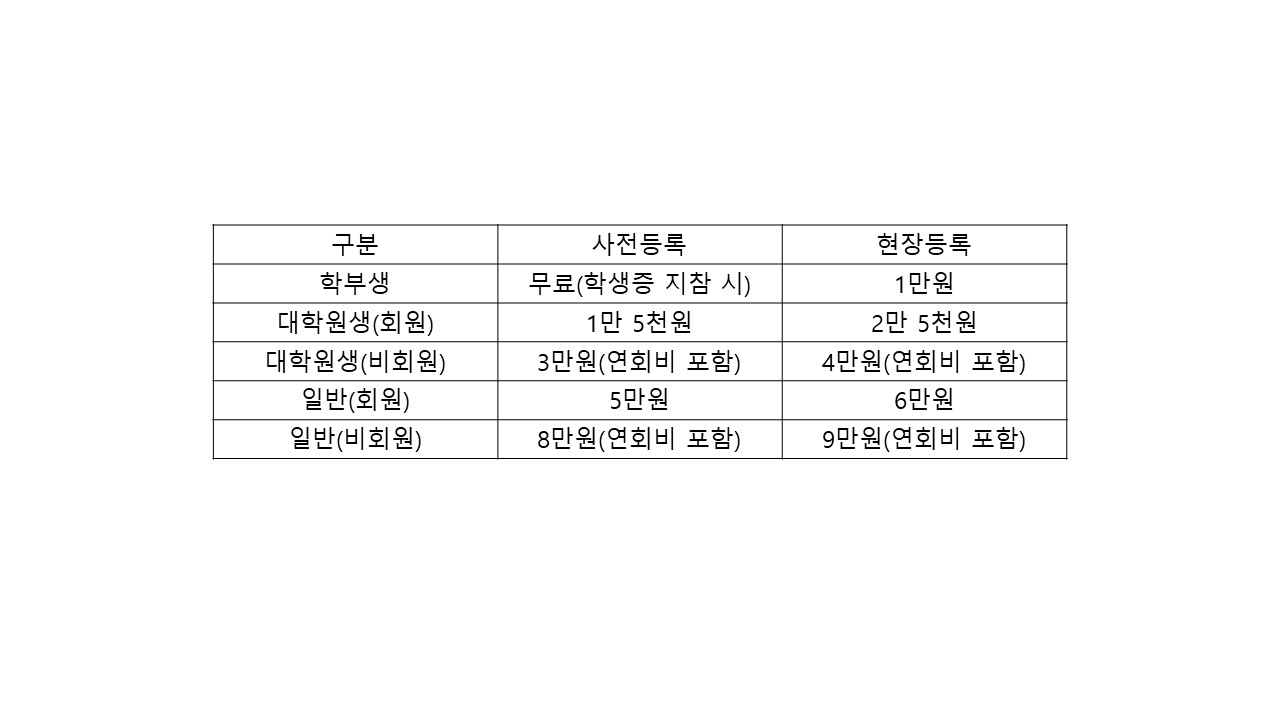 구분 사전등록 현장등록
학부생 무료(학생증 지참 시) 1만원
대학원생(회원) 1만 5천원 2만 5천원
대학원생(비회원) 3만원(연회비 포함) 4만원(연회비 포함)
일반(회원) 5만원 6만원
일반(비회원) 8만원(연회비 포함) 9만원(연회비 포함)